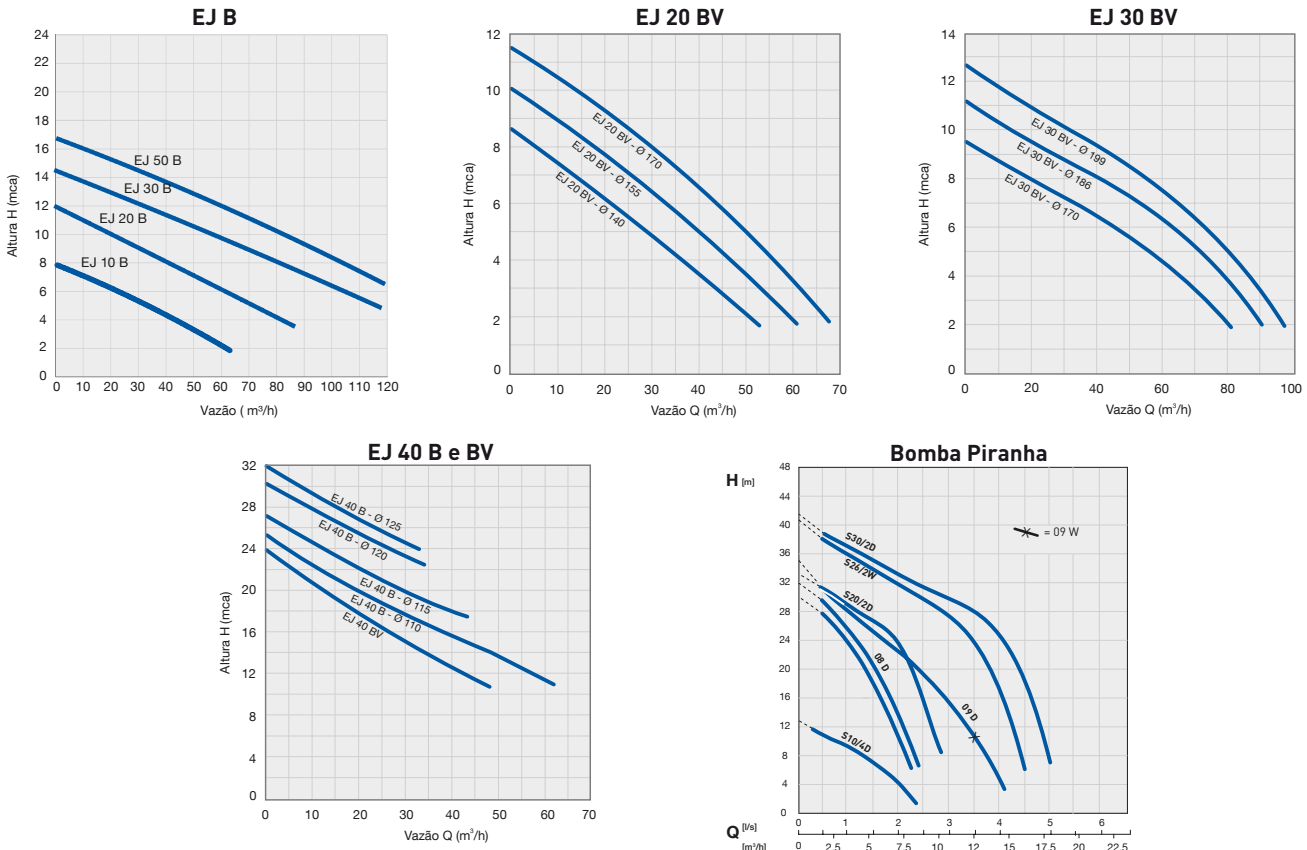 EJ B
24
22
20
18
16
14
12
10
8
6
4
2
0
Altura H (mca)
EJ 50 B
EJ 30 B
EJ 20 B
EJ 10 B
0 10 20 30 40 50 60 70 80 90 100 110 120
Vazão ( m³/h)
EJ 20 BV
12
10
8
6
4
2
0
Altura H (mca)
EJ 20 BV - Ø 170
EJ 20 BV - Ø 155
EJ 20 BV - Ø 140
0 10 20 30 40 50 60 70
Vazão Q (m³/h)
EJ 30 BV
14
12
10
8
6
4
2
0
Altura H (mca)
EJ 30 BV - Ø 199
EJ 30 BV - Ø 186
EJ 30 BV - Ø 170
0 20 40 60 80 100
Vazão Q (m³/h)
EJ 40 B e BV
32
28
24
20
16
12
8
4
0
Altura H (mca)
EJ 40 B - Ø 125
EJ 40 B - Ø 120
EJ 40 B - Ø 115
EJ 40 B - Ø 110
EJ 40 BV
0 10 20 30 40 50 60 70
Vazão Q (m³/h)
Bomba Piranha
H [m]
48
44
40
36
32
28
24
20
16
12
8
4
0
= 09 W
S30/2D
S26/2W
S20/2D
08 D
09 D
S10/4D
Q [l/s]
0 1 2 3 4 5 6
[m³/h]
0 2.5 5 7.5 10 12.5 15 17.5 20 22.5